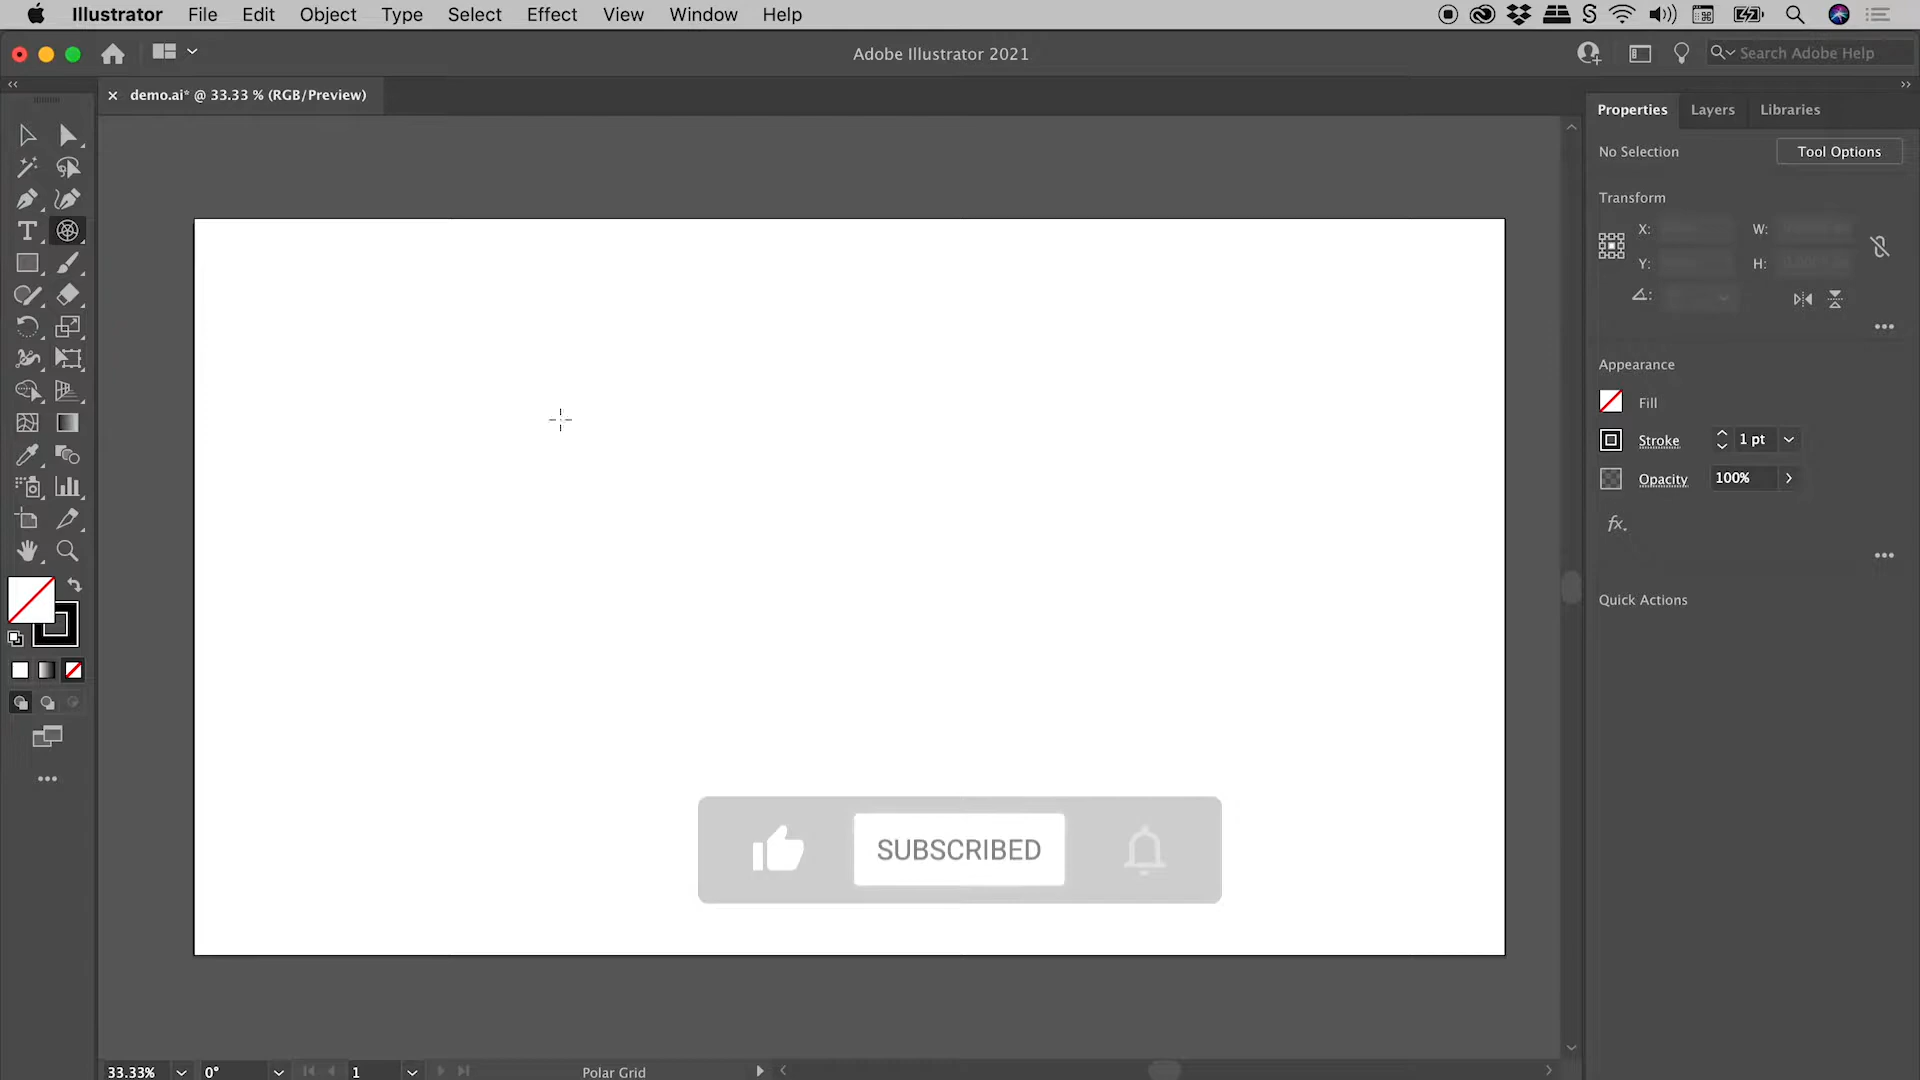 Illustrator File Edit Object Type Select Effect View Window Help
Adobe Illustrator 2021
Search Adobe Help
demo.ai* @ 33.33 % (RGB/Preview)
Properties Layers Libraries
No Selection
Tool Options
Transform
X: W:
Y: H:
Appearance
Fill
Stroke 1 pt
Opacity 100%
fx.
Quick Actions
SUBSCRIBED
33.33% 0° 1 Polar Grid